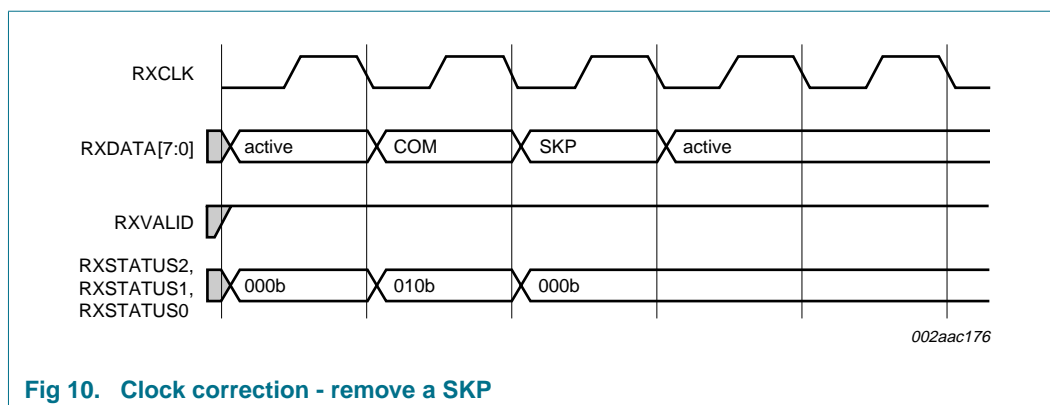 RXCLK
RXDATA[7:0]
active COM SKP active
RXVALID
RXSTATUS2,
RXSTATUS1,
RXSTATUS0
000b 010b 000b
002aac176
Fig 10. Clock correction - remove a SKP